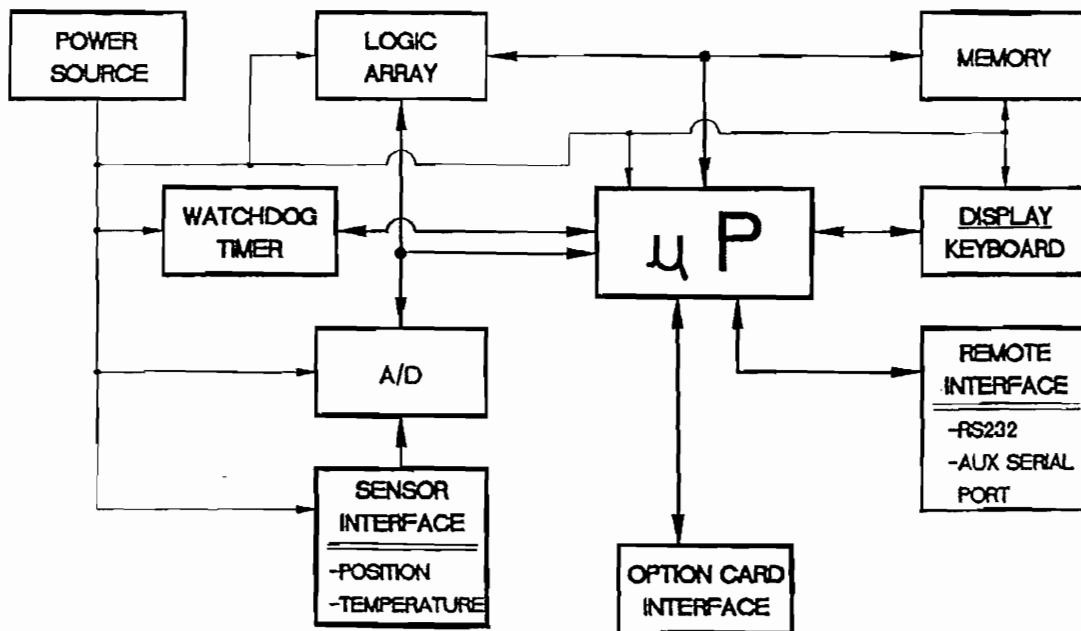 POWER
SOURCE
LOGIC
ARRAY
MEMORY
WATCHDOG
TIMER
μ P
DISPLAY
KEYBOARD
A/D
REMOTE
INTERFACE
-RS232
-AUX SERIAL
PORT
SENSOR
INTERFACE
-POSITION
-TEMPERATURE
OPTION CARD
INTERFACE